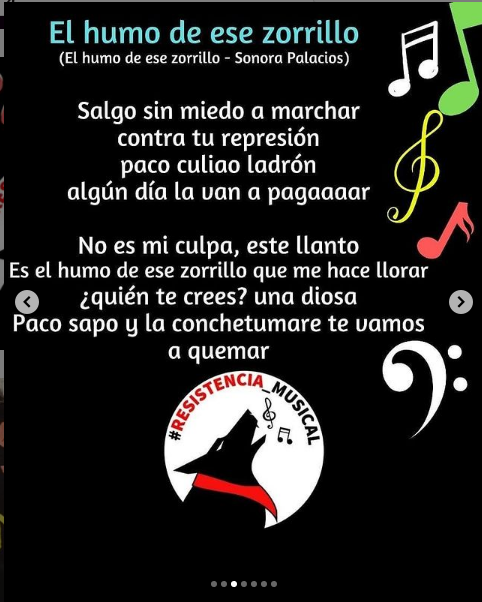 El humo de ese zorrillo
(El humo de ese zorrillo - Sonora Palacios)
Salgo sin miedo a marchar
contra tu represión
paco culiao ladrón
algún día la van a pagaaaar
No es mi culpa, este llanto
Es el humo de ese zorrillo que me hace llorar
¿quién te crees? una diosa
Paco sapo y la conchetumare te vamos
a quemar
#RESISTENCIA_MUSICAL